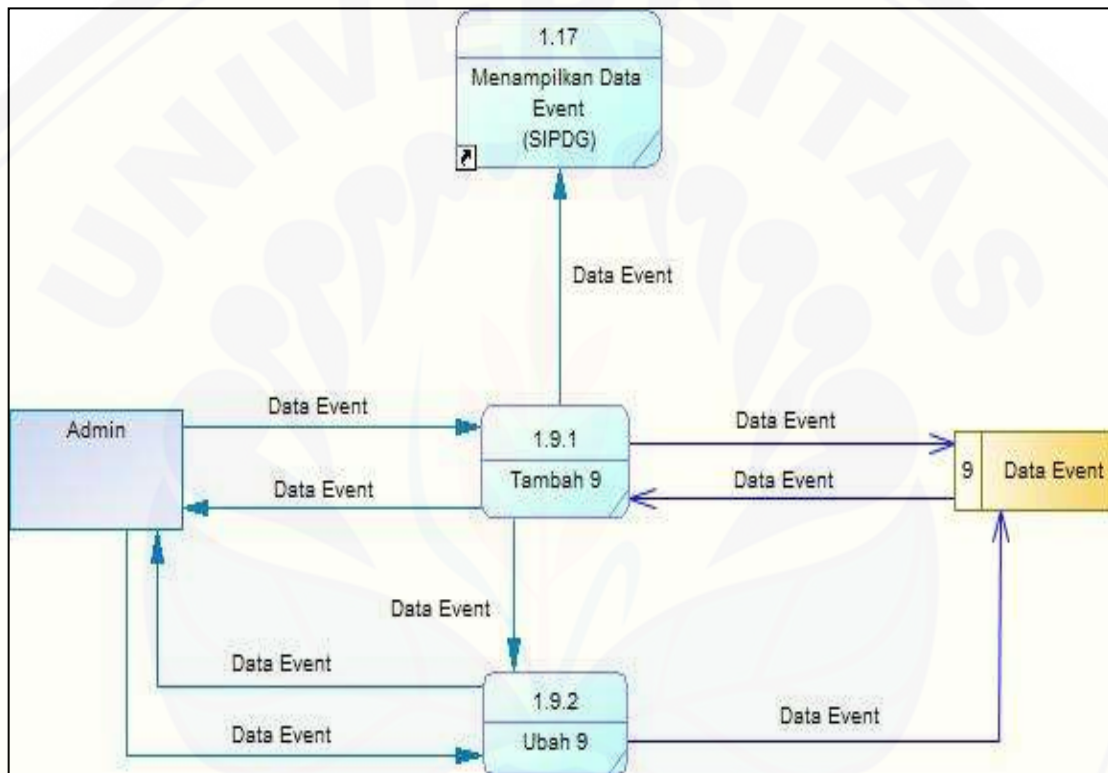 UNIVERSITAS
1.17
Menampilkan Data
Event
(SIPDG)
Data Event
Data Event
Admin
1.9.1
Tambah 9
Data Event
9
Data Event
Data Event
Data Event
Data Event
Data Event
1.9.2
Ubah 9
Data Event
Data Event